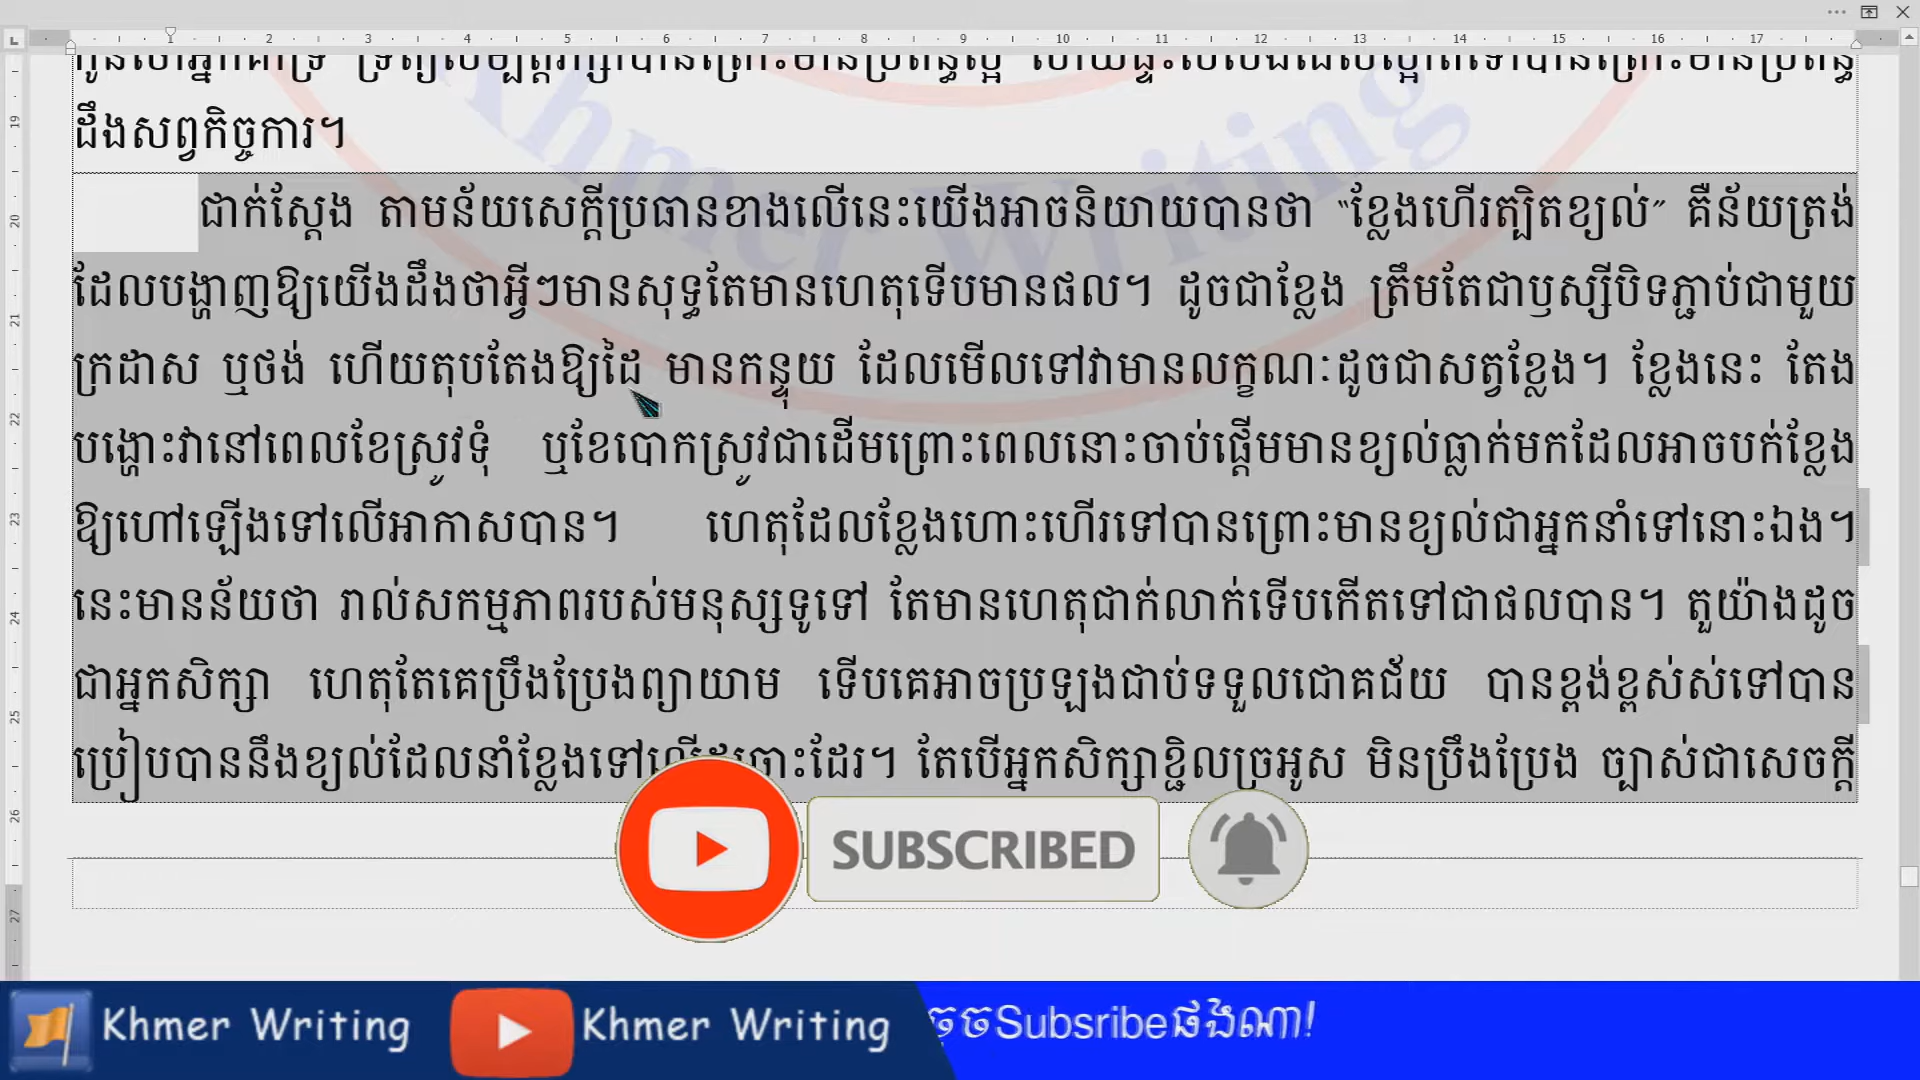 ដឹងសព្វកិច្ចការ។
ជាក់ស្តែង តាមន័យសេក្តីប្រធានខាងលើនេះយើងអាចនិយាយបានថា “ខ្លែងហើរត្បិតខ្យល់” គឺន័យត្រង់
ដែលបង្ហាញឱ្យយើងដឹងថាអ្វីៗមានសុទ្ធតែមានហេតុទើបមានផល។ ដូចជាខ្លែង ត្រឹមតែជាឫស្សីបិទភ្ជាប់ជាមួយ
ក្រដាស ឬថង់ ហើយតុបតែងឱ្យដៃ មានកន្ទុយ ដែលមើលទៅវាមានលក្ខណៈដូចជាសត្វខ្លែង។ ខ្លែងនេះ តែង
បង្ហោះវានៅពេលខែស្រូវទុំ ឬខែបោកស្រូវជាដើមព្រោះពេលនោះចាប់ផ្តើមមានខ្យល់ធ្លាក់មកដែលអាចបក់ខ្លែង
ឱ្យហៅឡើងទៅលើអាកាសបាន។ ហេតុដែលខ្លែងហោះហើរទៅបានព្រោះមានខ្យល់ជាអ្នកនាំទៅនោះឯង។
នេះមានន័យថា រាល់សកម្មភាពរបស់មនុស្សទូទៅ តែមានហេតុជាក់លាក់ទើបកើតទៅជាផលបាន។ តួយ៉ាងដូច
ជាអ្នកសិក្សា ហេតុតែគេប្រឹងប្រែងព្យាយាម ទើបគេអាចប្រឡងជាប់ទទួលជោគជ័យ បានខ្ពង់ខ្ពស់ស់ទៅបាន
ប្រៀបបាននឹងខ្យល់ដែលនាំខ្លែងទៅលើដូច្នោះដែរ។ តែបើអ្នកសិក្សាខ្ជិលច្រអូស មិនប្រឹងប្រែង ច្បាស់ជាសេចក្តី
SUBSCRIBED
Khmer Writing
Khmer Writing
ចុចSubsribeផងណា!
Khmer Writing